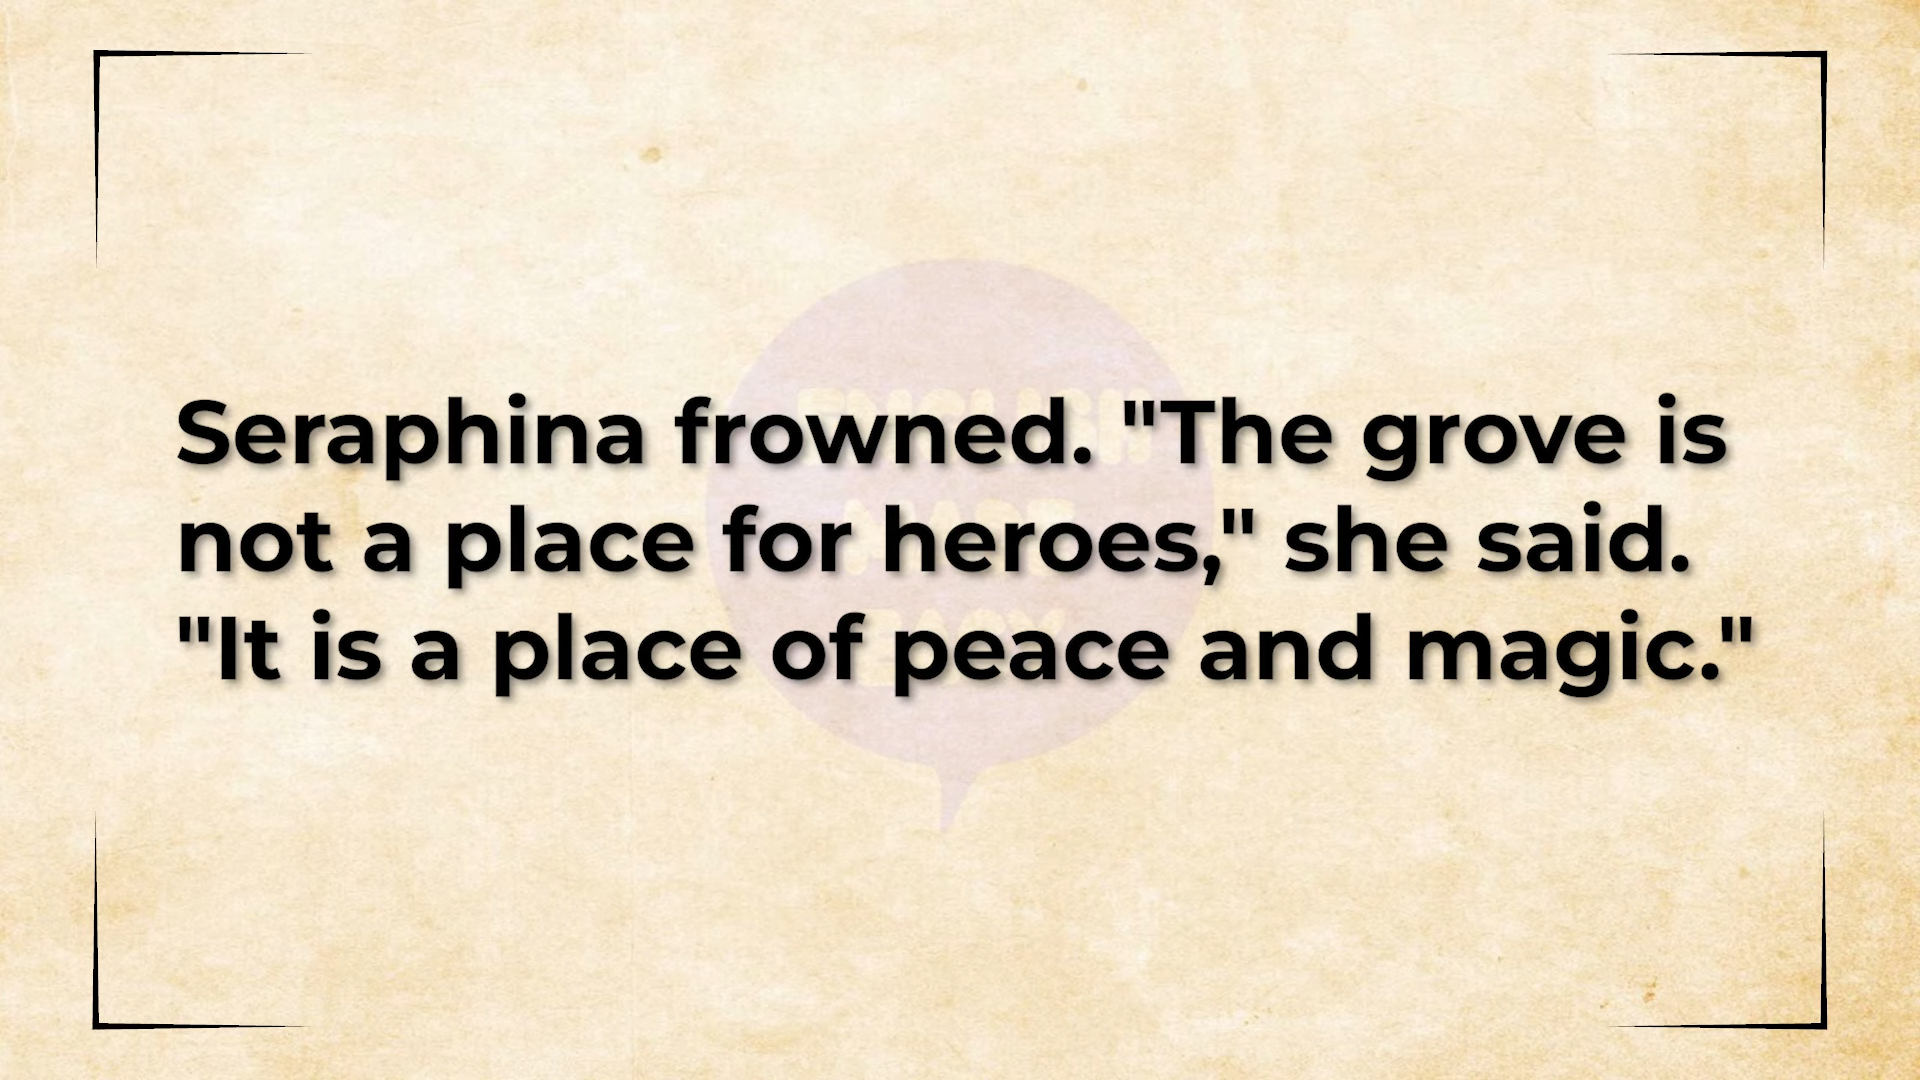 Seraphina frowned. "The grove is
not a place for heroes," she said.
"It is a place of peace and magic."